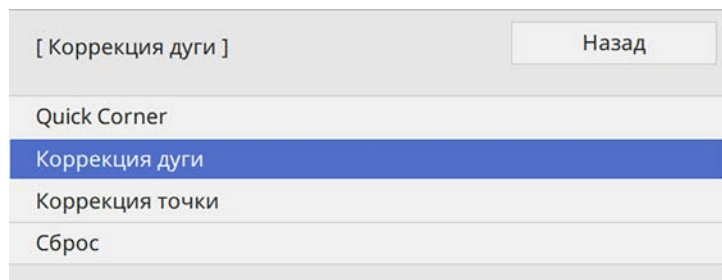 [ Коррекция дуги ]
Назад
Quick Corner
Коррекция дуги
Коррекция точки
Сброс